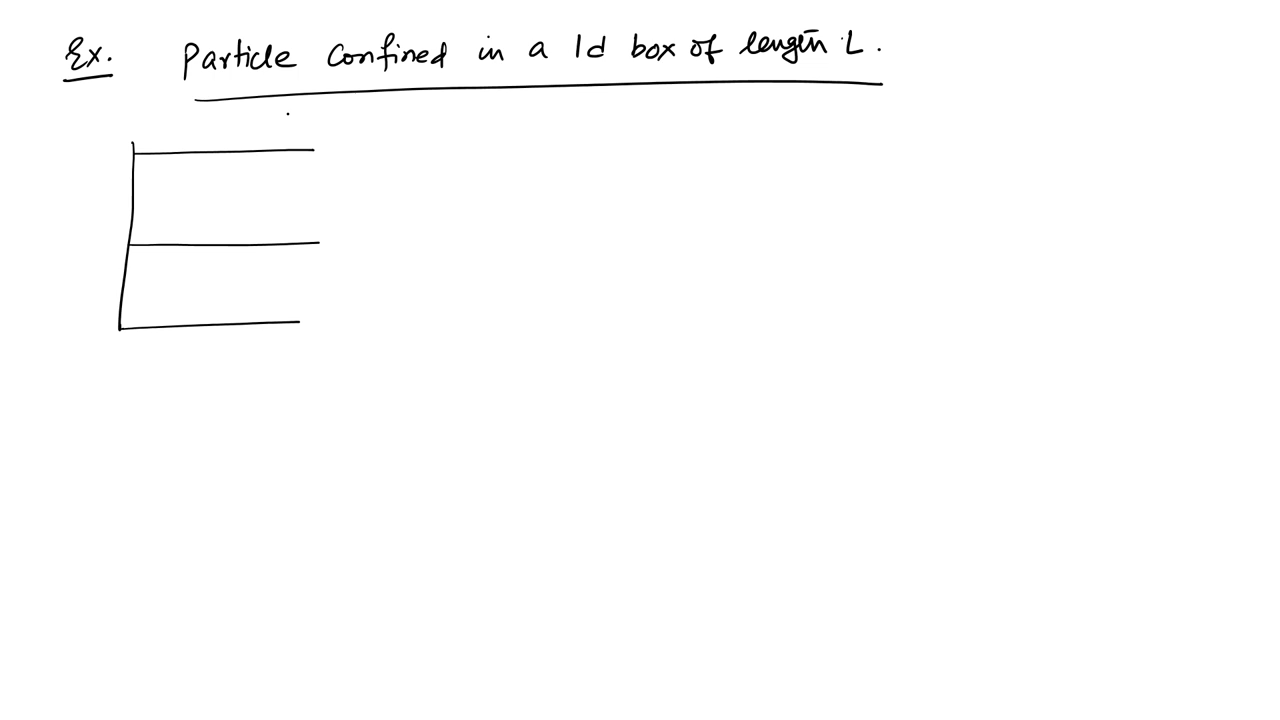 Ex. Particle confined in a 1d box of length L.